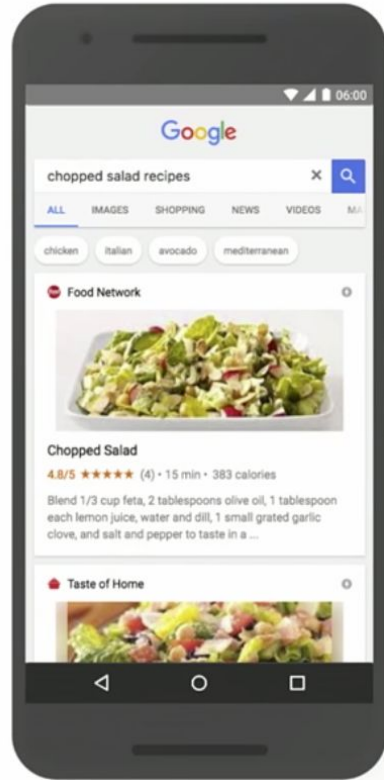 06:00
Google
chopped salad recipes
ALL IMAGES SHOPPING NEWS VIDEOS MA
chicken italian avocado mediterranean
Food Network
Chopped Salad
4.8/5 ★★★★★ (4) • 15 min • 383 calories
Blend 1/3 cup feta, 2 tablespoons olive oil, 1 tablespoon
each lemon juice, water and dill, 1 small grated garlic
clove, and salt and pepper to taste in a ...
Taste of Home